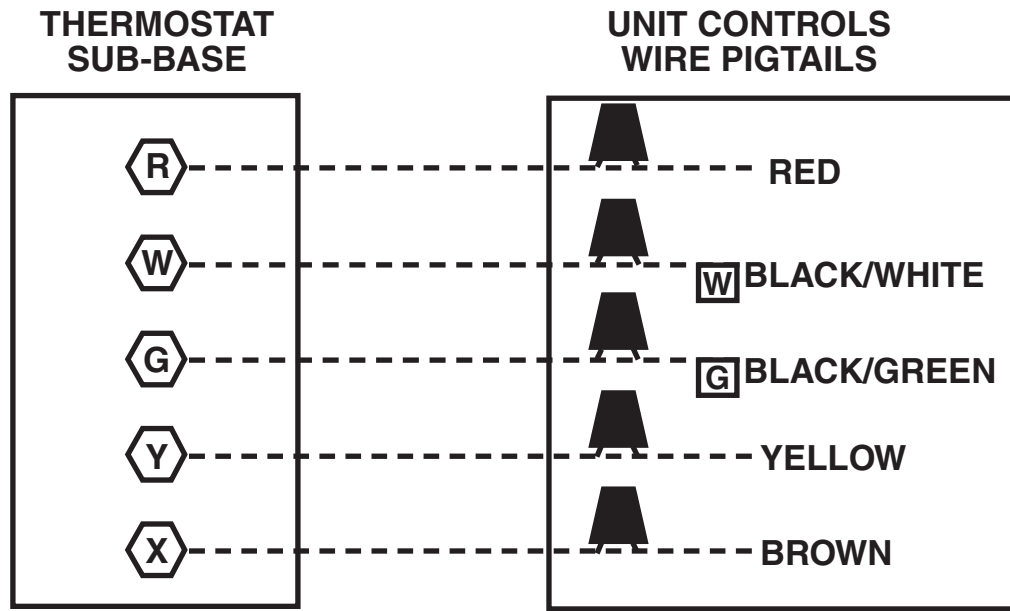 THERMOSTAT
SUB-BASE
UNIT CONTROLS
WIRE PIGTAILS
R
RED
W
W BLACK/WHITE
G
G BLACK/GREEN
Y
YELLOW
X
BROWN